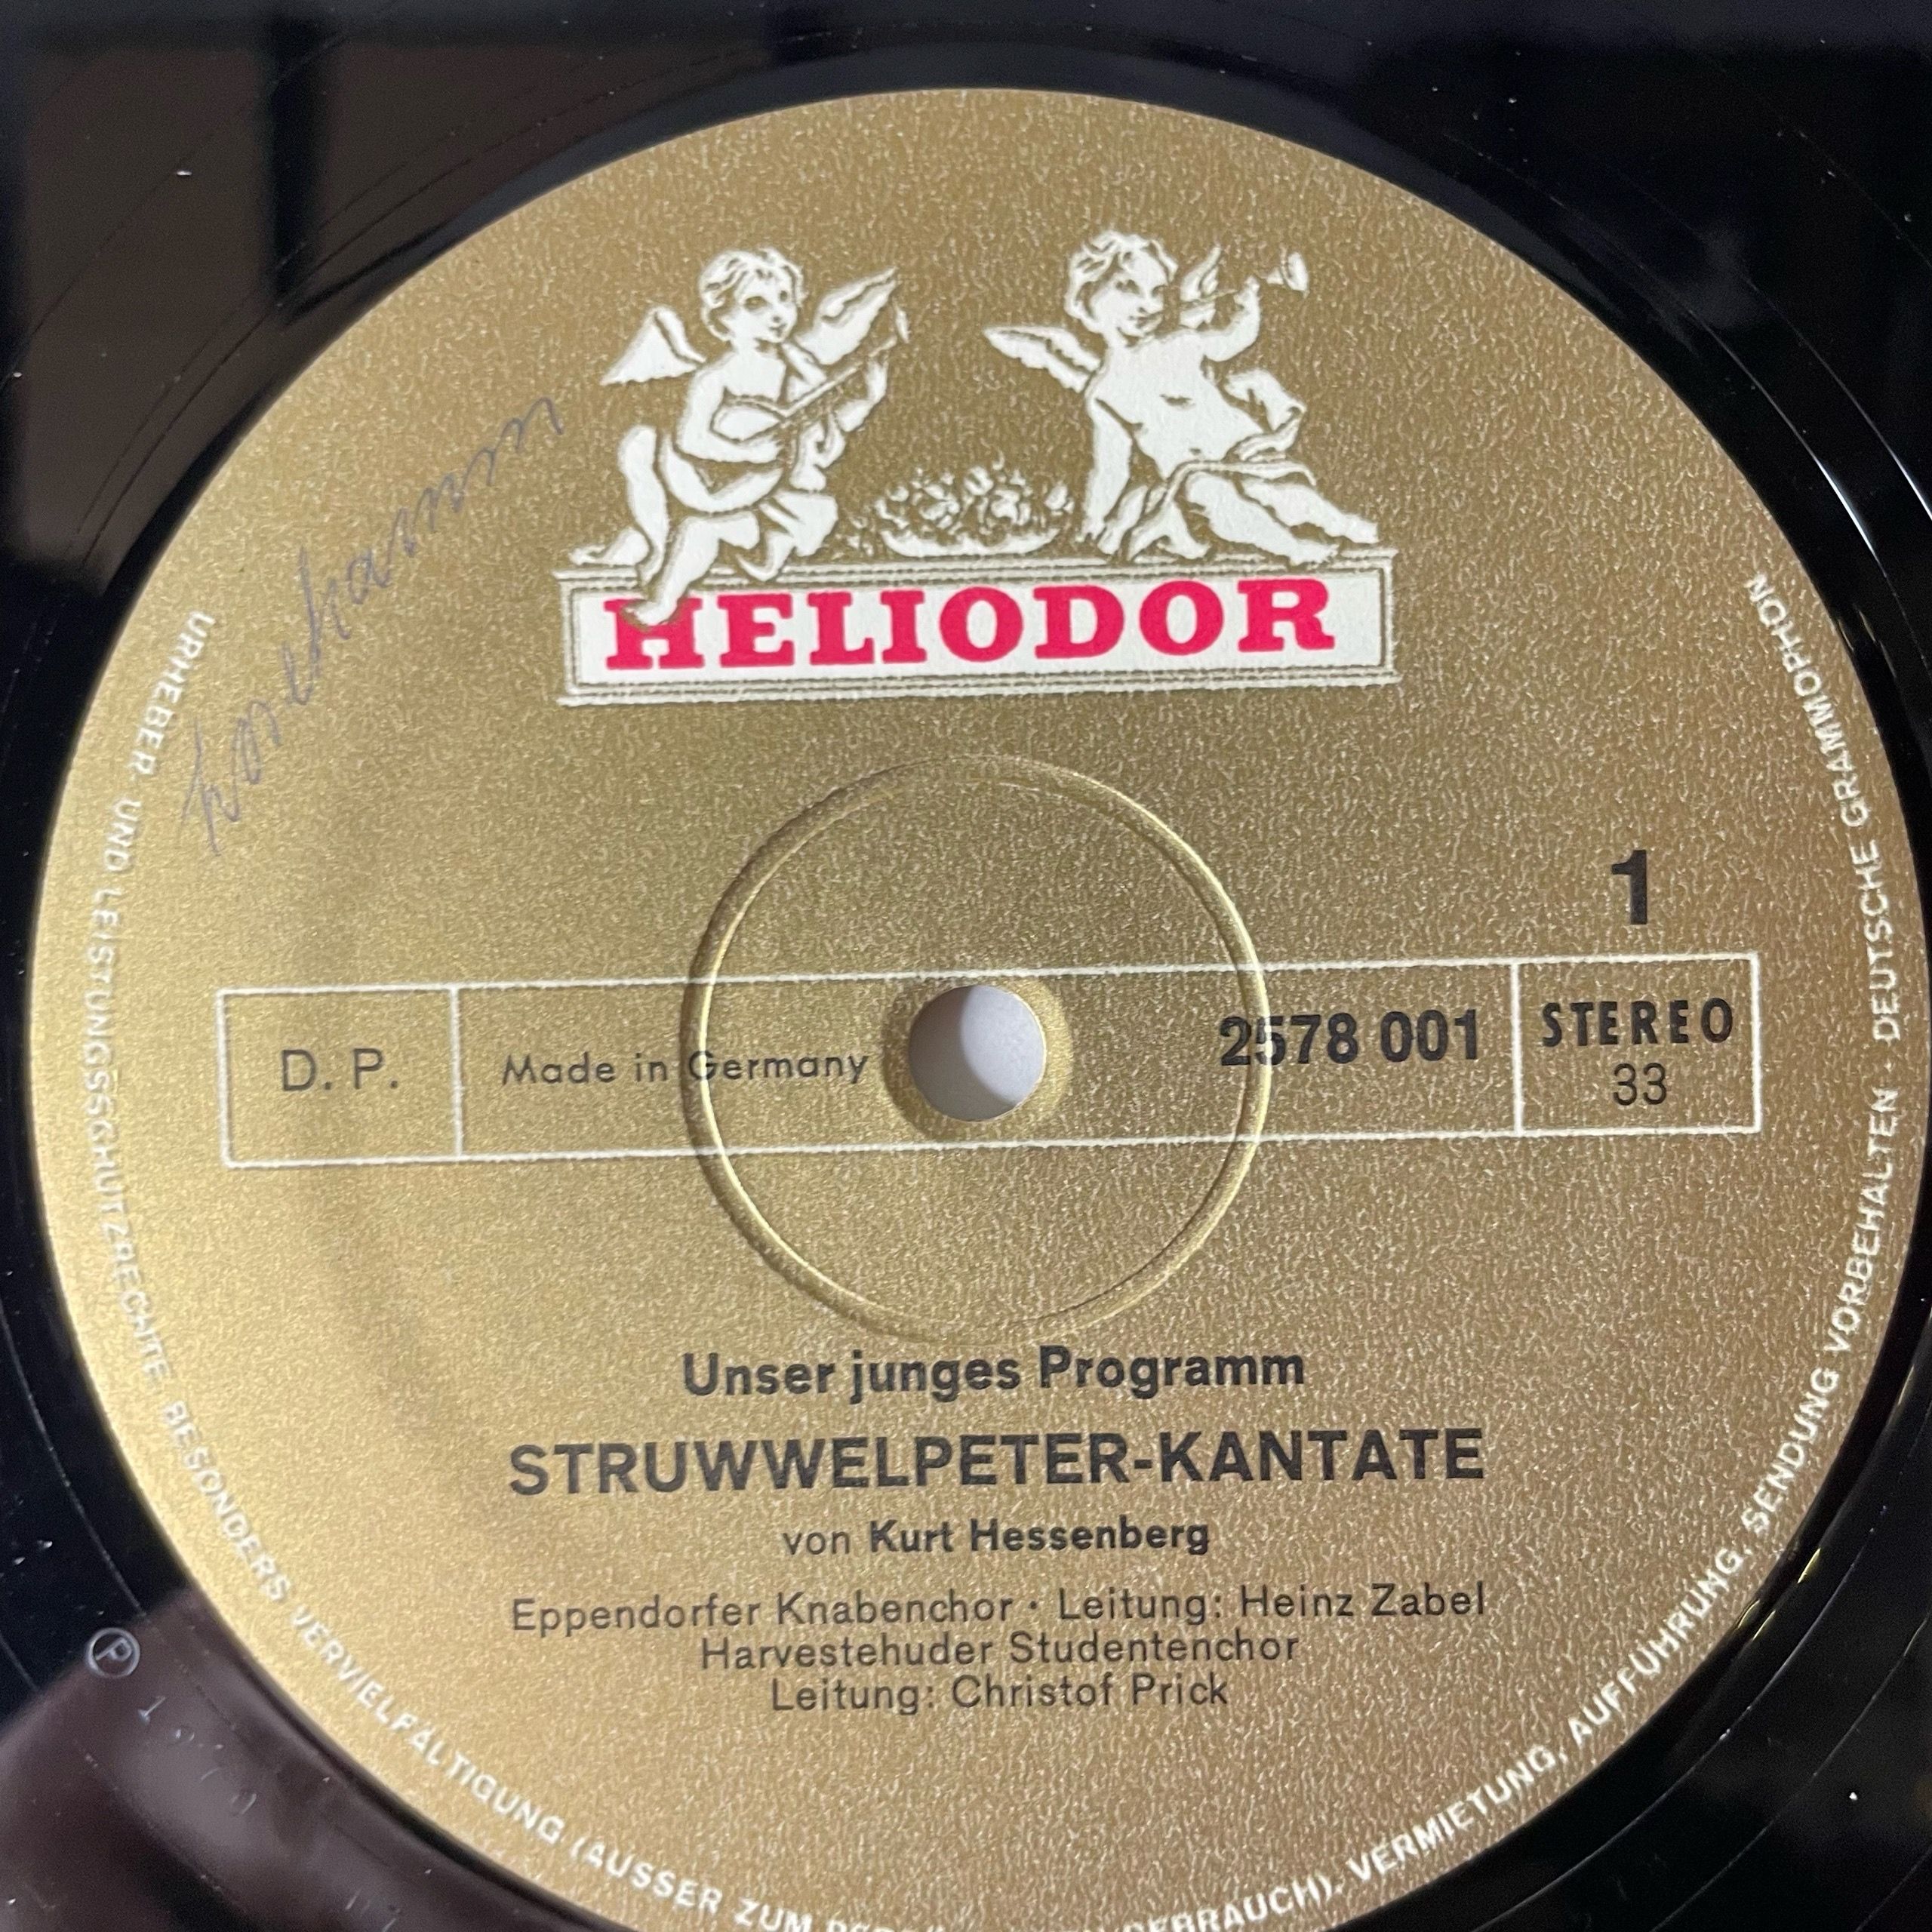 HELIODOR
1
D. P.
Made in Germany
2578 001
STEREO
33
Unser junges Programm
STRUWWELPETER-KANTATE
von Kurt Hessenberg
Eppendorfer Knabenchor · Leitung: Heinz Zabel
Harvestehuder Studentenchor
Leitung: Christof Prick
URHEBER- UND LEISTUNGSSCHUTZRECHTE BESONDERS VERVIELFÄLTIGUNG (AUSSER ZUM GEBRAUCH), VERMIETUNG, AUFFÜHRUNG, SENDUNG VORBEHALTEN · DEUTSCHE GRAMMOPHON
Ⓟ 1970